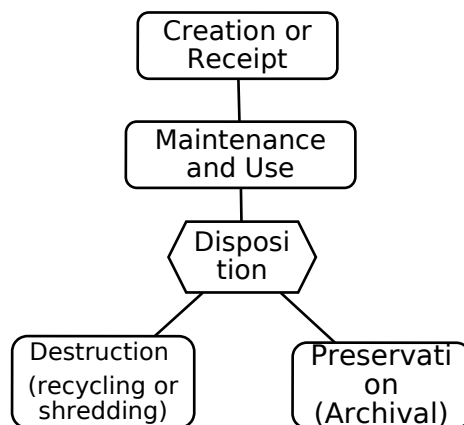 Creation or
Receipt
Maintenance
and Use
Disposi
tion
Destruction
(recycling or
shredding)
Preservati
on
(Archival)